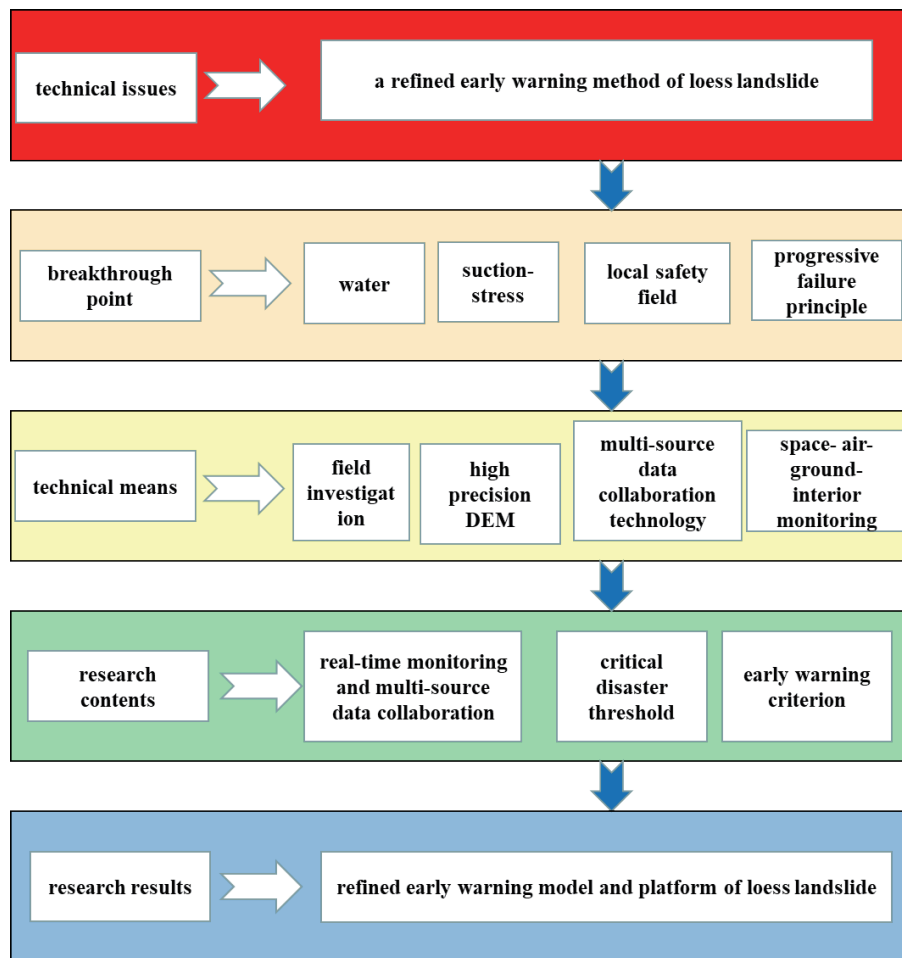 technical issues
a refined early warning method of loess landslide
breakthrough
point
water
suction-
stress
local safety
field
progressive
failure
principle
technical means
field
investigat
ion
high
precision
DEM
multi-source
data
collaboration
technology
space- air-
ground-
interior
monitoring
research
contents
real-time monitoring
and multi-source
data collaboration
critical
disaster
threshold
early warning
criterion
research results
refined early warning model and platform of loess landslide